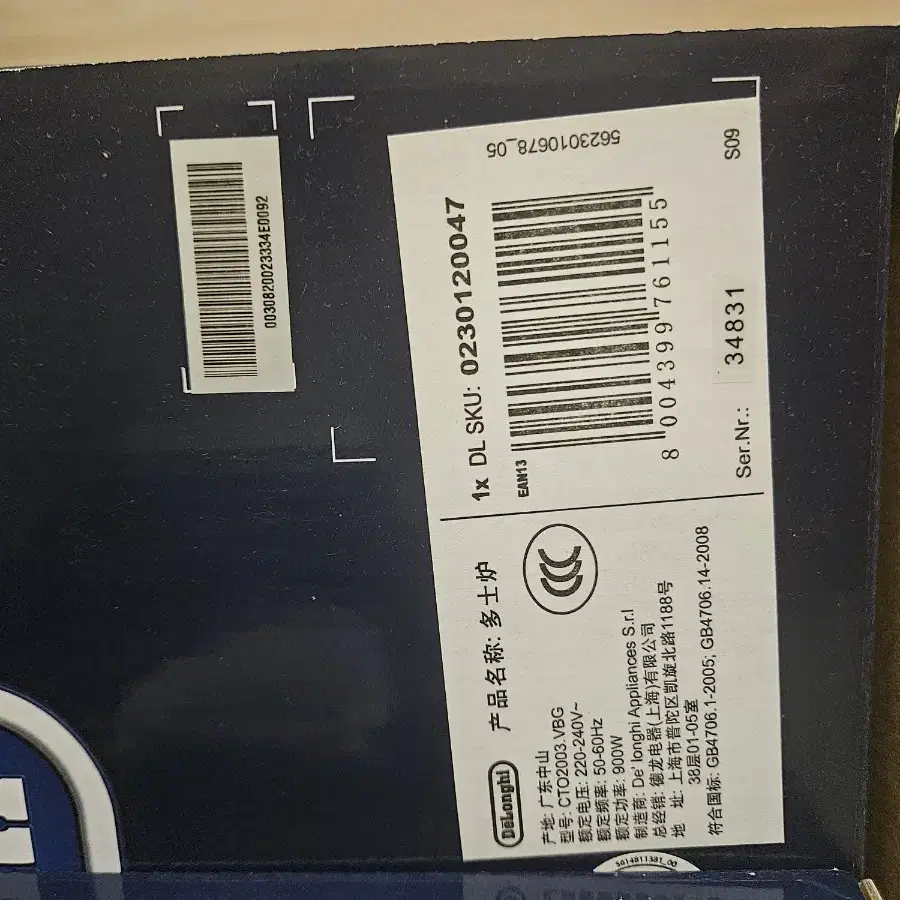 0030820023334E0092
5623010678_05
1x DL SKU: 0230120047
EAN13
8 004399 761155
Ser.Nr.: 34831 S09
DeLonghi 产品名称: 多士炉
产地: 广东中山
型号: CTO2003.VBG
额定电压: 220-240V~
额定频率: 50-60Hz
额定功率: 900W
制造商: De' longhi Appliances S.r.l
总经销: 德龙电器(上海)有限公司
地 址: 上海市普陀区凯旋北路1188号
38层01-05室
符合国标: GB4706.1-2005; GB4706.14-2008
CCC